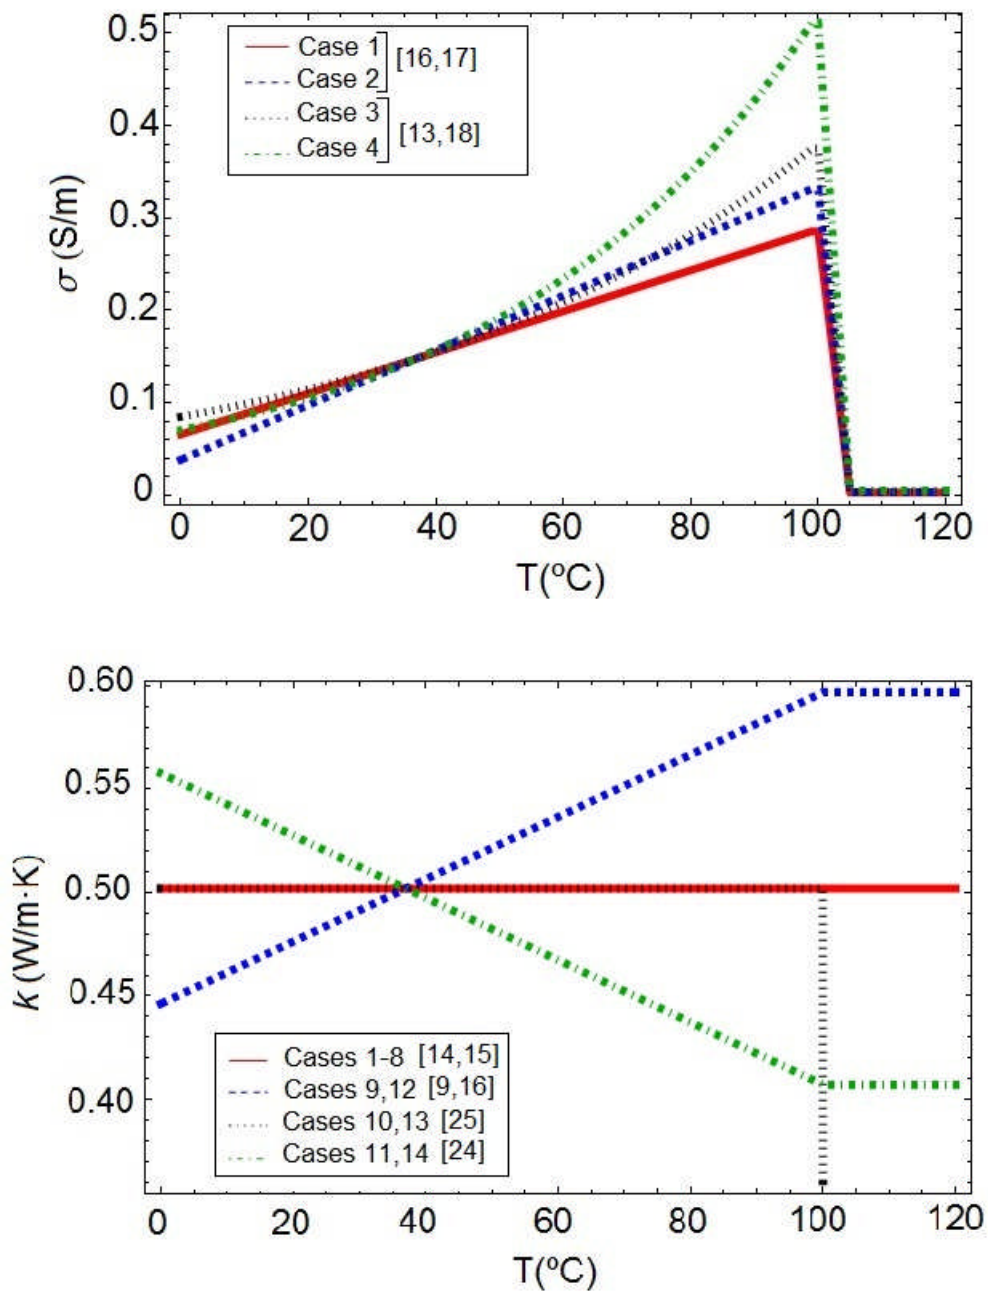 0.5
0.4
0.3
0.2
0.1
0
σ (S/m)
Case 1
Case 2
[16,17]
Case 3
Case 4
[13,18]
0 20 40 60 80 100 120
T(ºC)
0.60
0.55
0.50
0.45
0.40
k (W/m·K)
Cases 1-8 [14,15]
Cases 9,12 [9,16]
Cases 10,13 [25]
Cases 11,14 [24]
0 20 40 60 80 100 120
T(ºC)